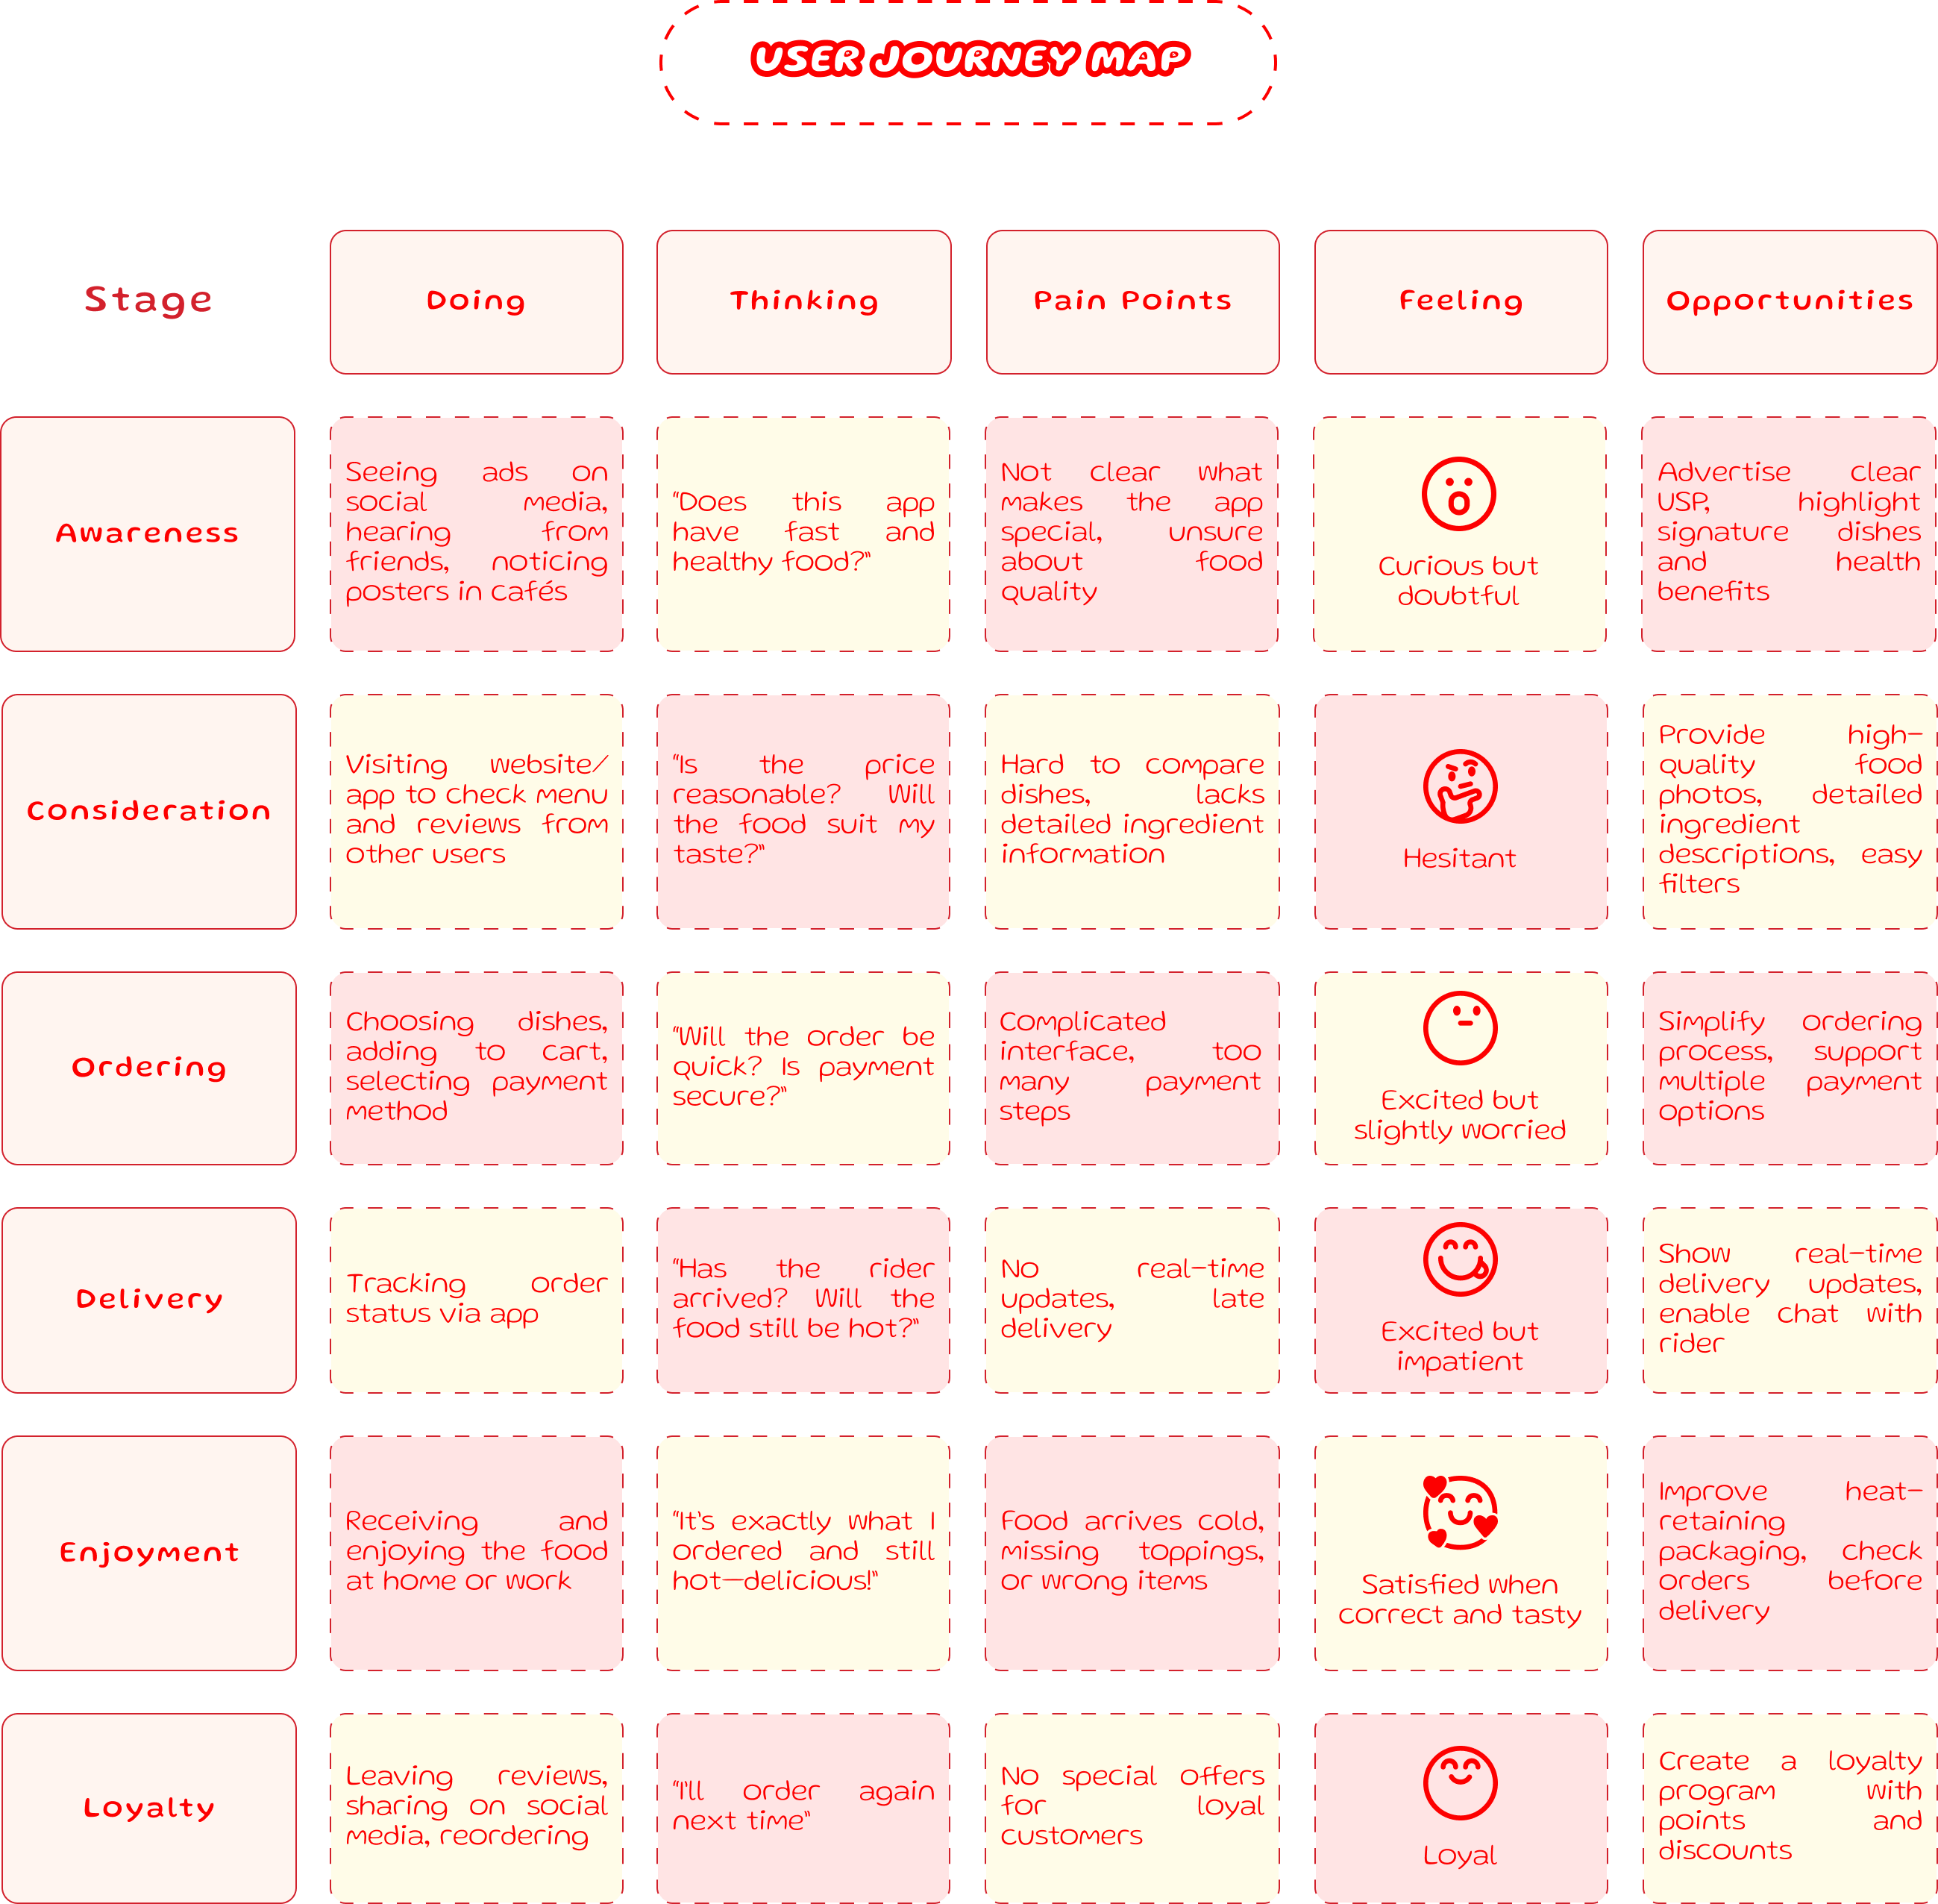 USER JOURNEY MAP
Stage
Doing
Thinking
Pain Points
Feeling
Opportunities
Awareness
Seeing ads on
social media,
hearing from
friends, noticing
posters in cafés
"Does this app
have fast and
healthy food?"
Not clear what
makes the app
special, unsure
about food
quality
Curious but
doubtful
Advertise clear
USP, highlight
signature dishes
and health
benefits
Consideration
Visiting website/
app to check menu
and reviews from
other users
"Is the price
reasonable? Will
the food suit my
taste?"
Hard to compare
dishes, lacks
detailed ingredient
information
Hesitant
Provide high-
quality food
photos, detailed
ingredient
descriptions, easy
filters
Ordering
Choosing dishes,
adding to cart,
selecting payment
method
"Will the order be
quick? Is payment
secure?"
Complicated
interface, too
many payment
steps
Excited but
slightly worried
Simplify ordering
process, support
multiple payment
options
Delivery
Tracking order
status via app
"Has the rider
arrived? Will the
food still be hot?"
No real-time
updates, late
delivery
Excited but
impatient
Show real-time
delivery updates,
enable chat with
rider
Enjoyment
Receiving and
enjoying the food
at home or work
"It's exactly what I
ordered and still
hot—delicious!"
Food arrives cold,
missing toppings,
or wrong items
Satisfied when
correct and tasty
Improve heat-
retaining
packaging, check
orders before
delivery
Loyalty
Leaving reviews,
sharing on social
media, reordering
"I'll order again
next time"
No special offers
for loyal
customers
Loyal
Create a loyalty
program with
points and
discounts